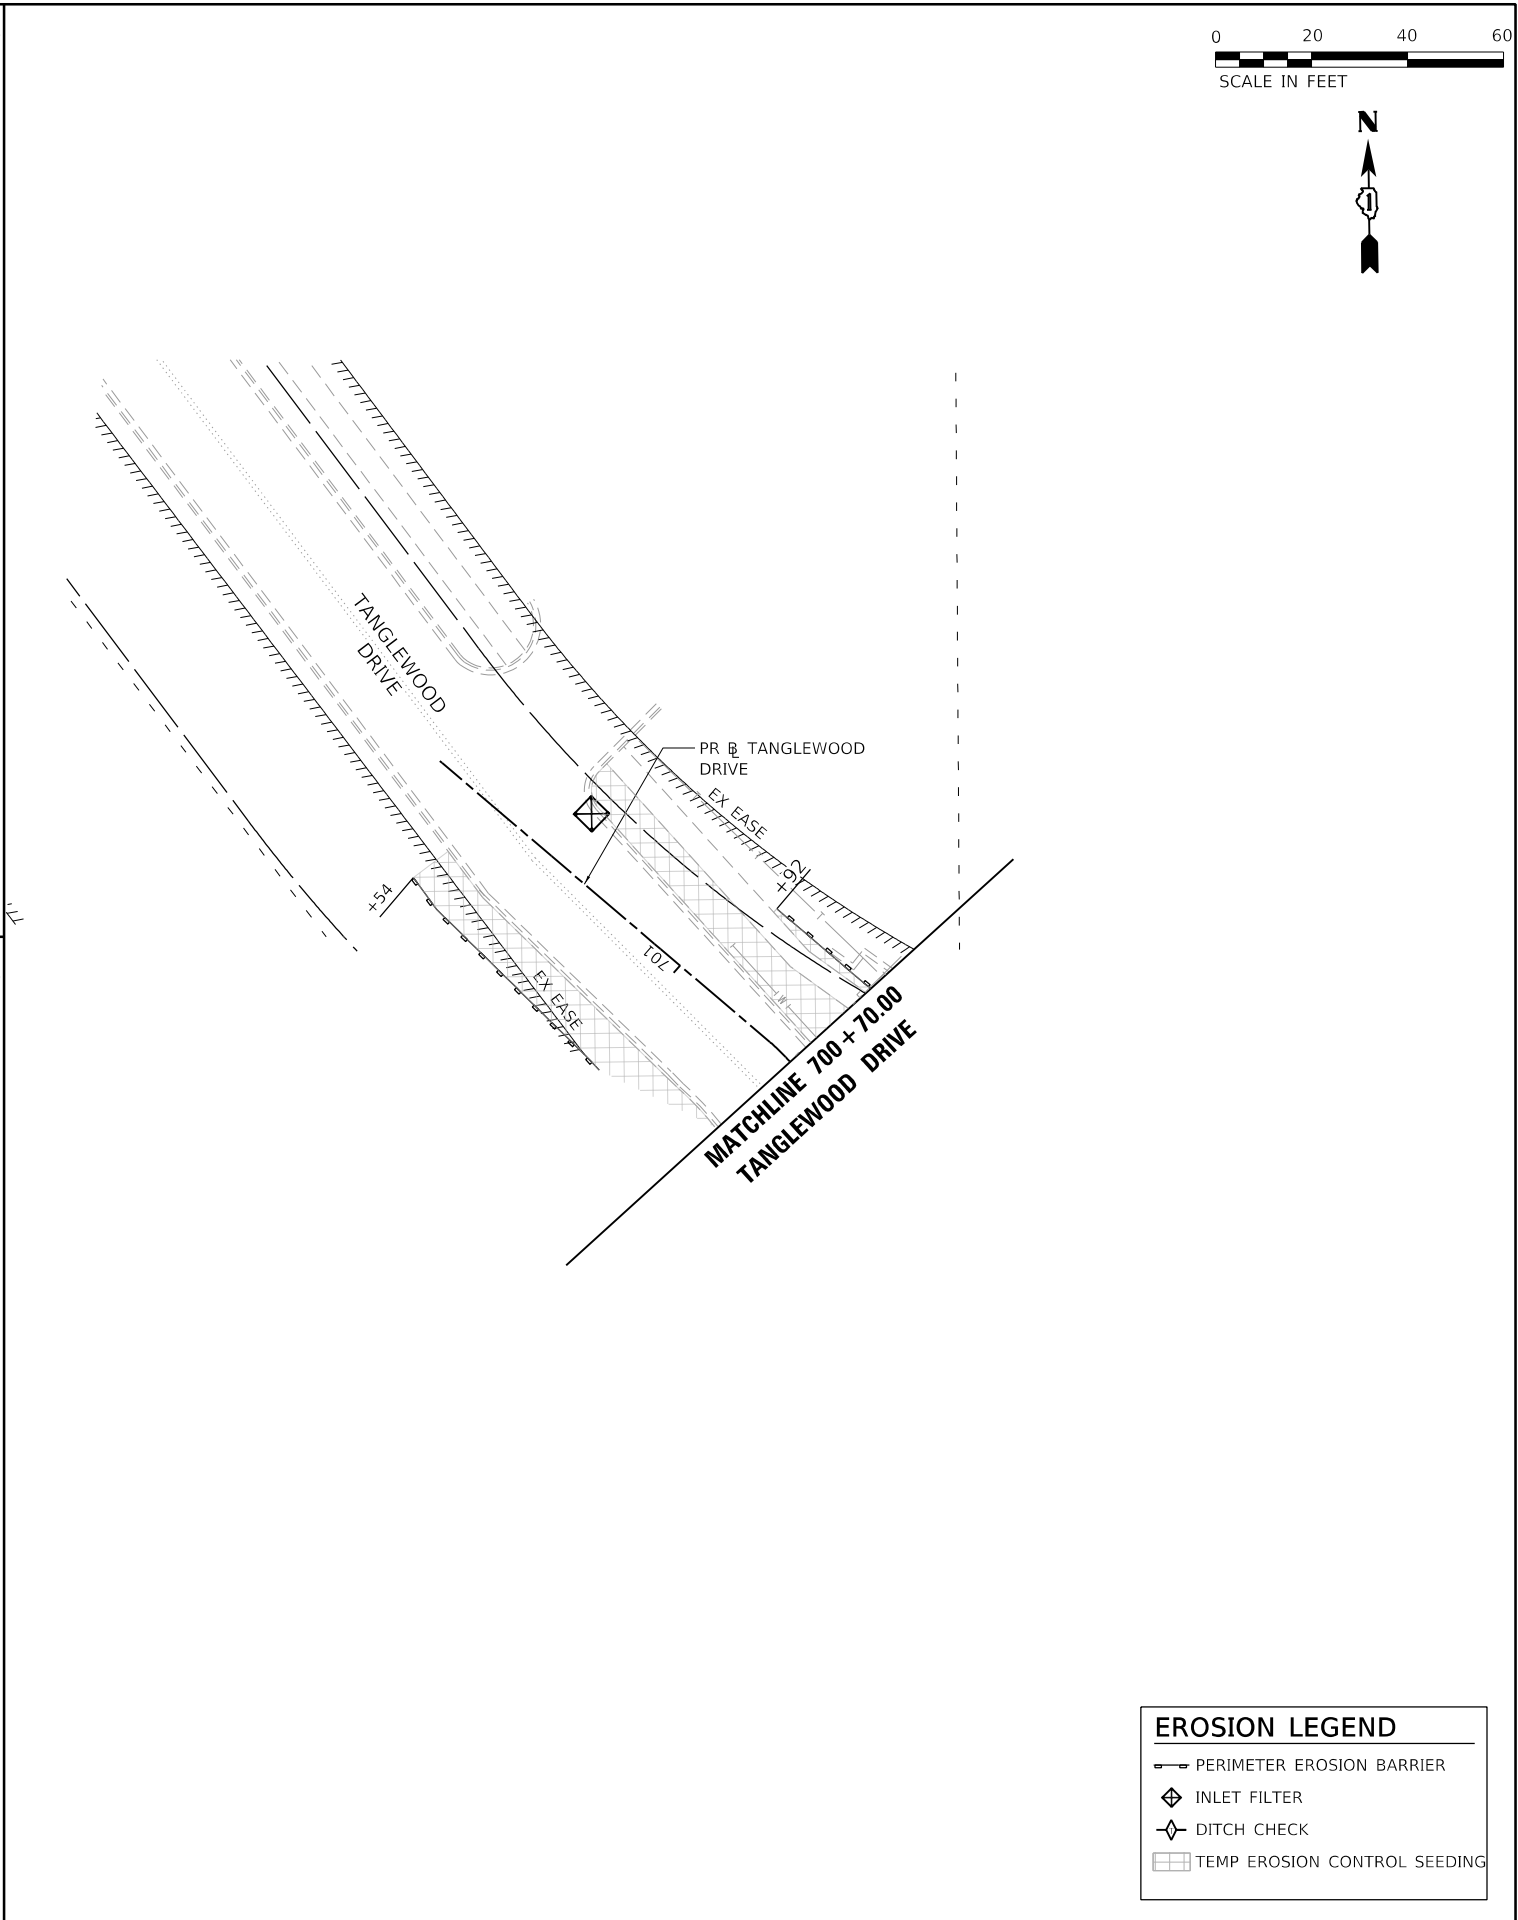 0 20 40 60
SCALE IN FEET
N
1
TANGLEWOOD
DRIVE
PR BL TANGLEWOOD
DRIVE
EX EASE
+92
+54
701
EX EASE
W
MATCHLINE 700+70.00
TANGLEWOOD DRIVE
EROSION LEGEND
PERIMETER EROSION BARRIER
INLET FILTER
DITCH CHECK
TEMP EROSION CONTROL SEEDING